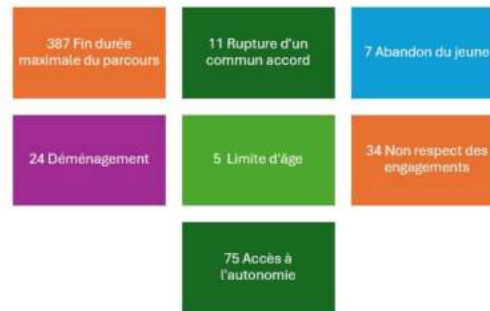 387 Fin durée
maximale du parcours
11 Rupture d'un
commun accord
7 Abandon du jeune
24 Déménagement
5 Limite d'âge
34 Non respect des
engagements
75 Accès à
l'autonomie